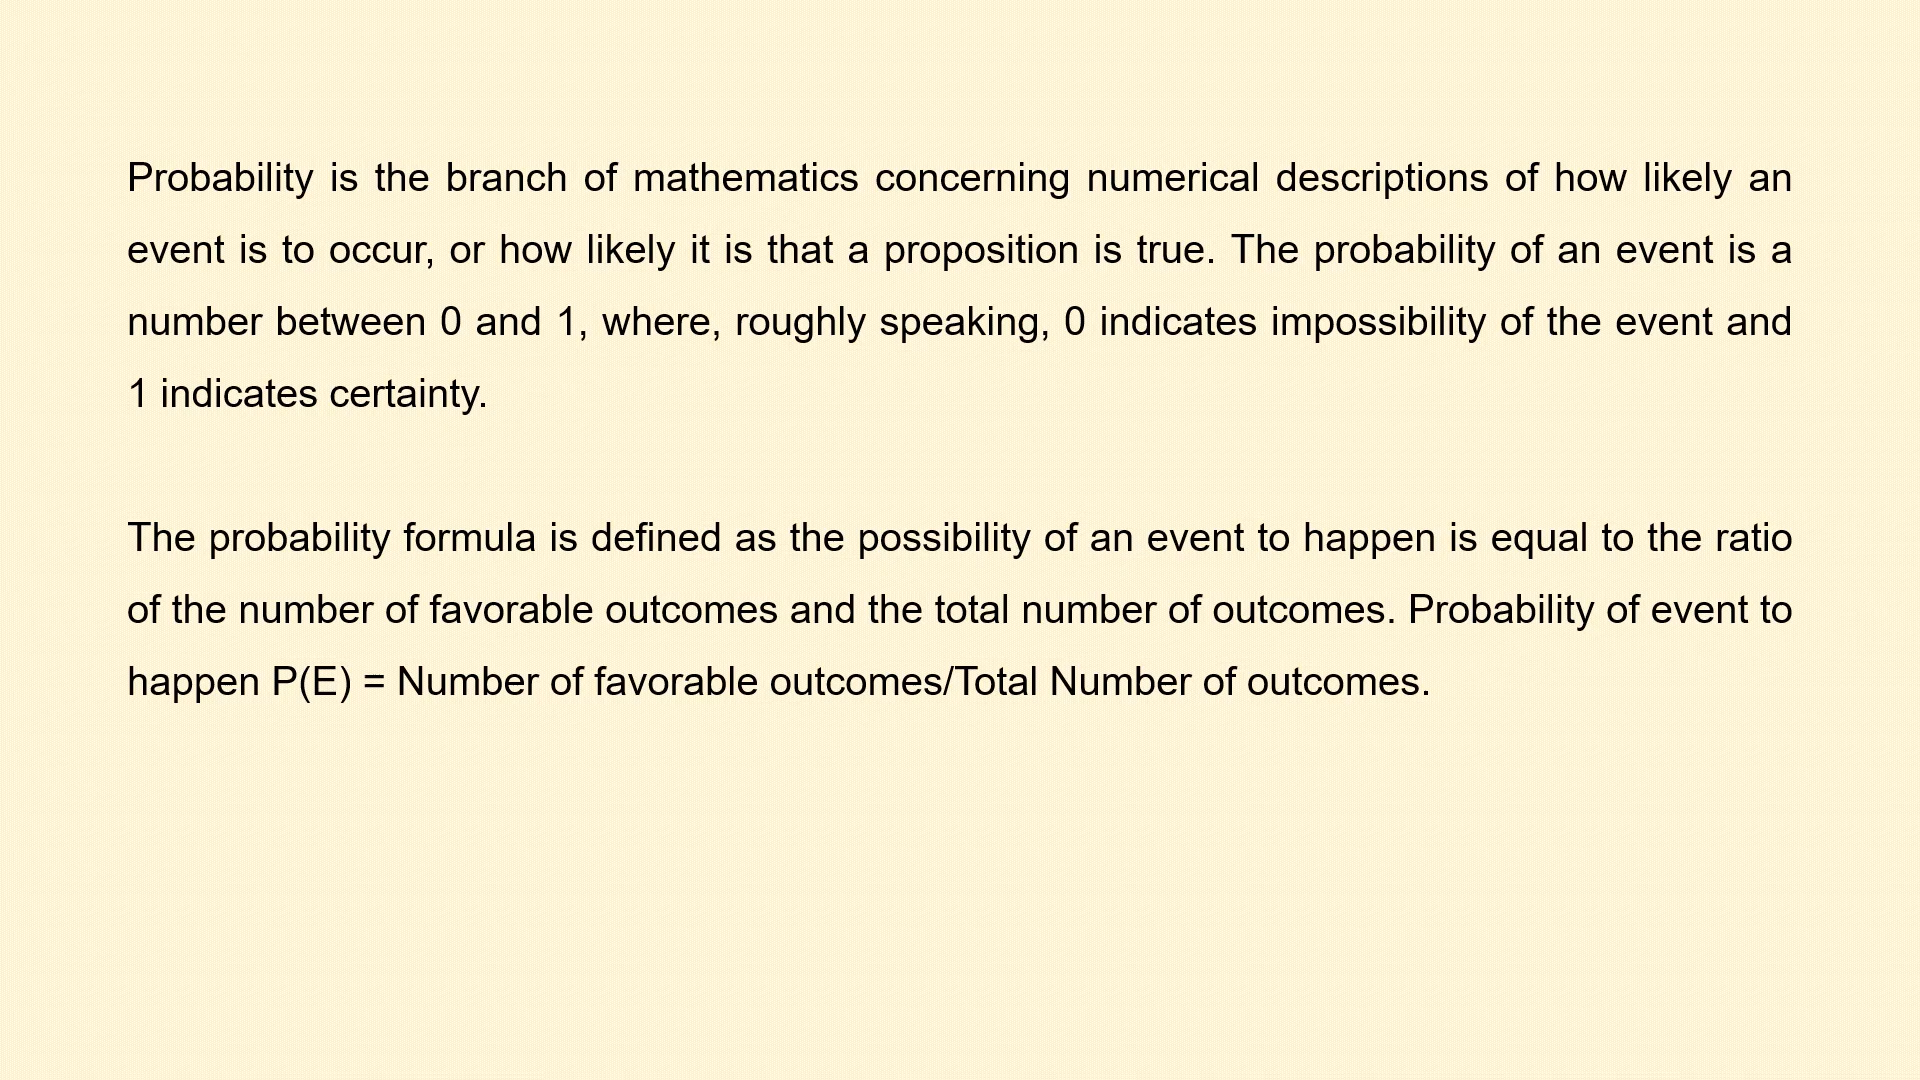 Probability is the branch of mathematics concerning numerical descriptions of how likely an
event is to occur, or how likely it is that a proposition is true. The probability of an event is a
number between 0 and 1, where, roughly speaking, 0 indicates impossibility of the event and
1 indicates certainty.
The probability formula is defined as the possibility of an event to happen is equal to the ratio
of the number of favorable outcomes and the total number of outcomes. Probability of event to
happen P(E) = Number of favorable outcomes/Total Number of outcomes.